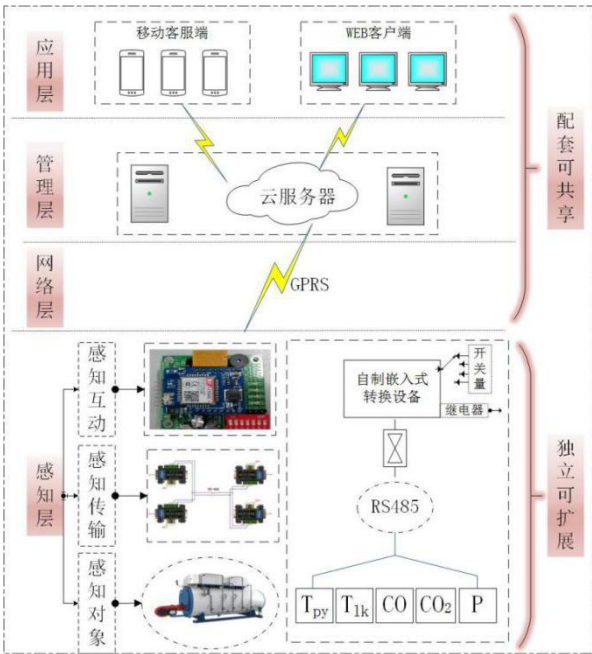 应用层
移动客服端
WEB客户端
管理层
云服务器
网络层
GPRS
配套可共享
感知层
感知互动
感知传输
感知对象
自制嵌入式
转换设备
开关量
继电器
RS485
Tpy
Tlk
CO
CO₂
P
独立可扩展